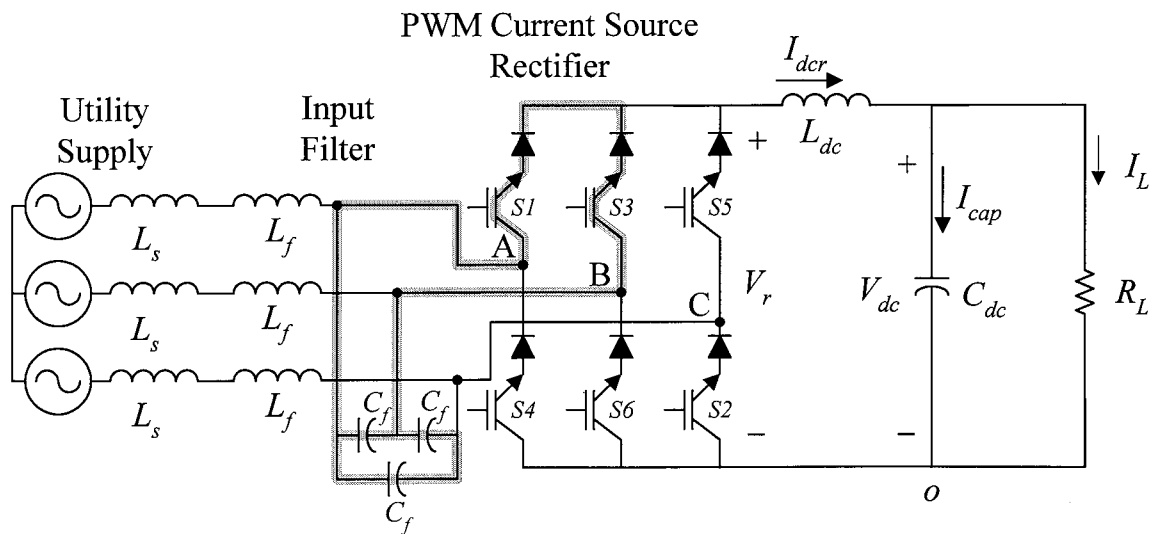 PWM Current Source
Rectifier
I_dcr
Utility
Supply
Input
Filter
L_dc
+
+
I_L
S1
S3
S5
I_cap
L_s
L_f
A
B
V_r
V_dc
C_dc
R_L
L_s
L_f
C
C_f
C_f
S4
S6
S2
L_s
L_f
−
−
C_f
o